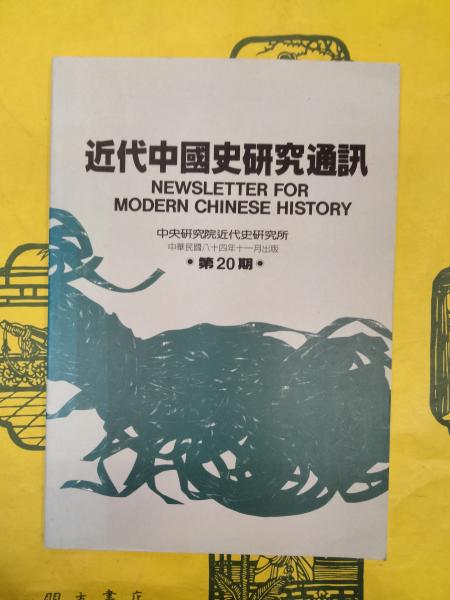 近代中國史研究通訊
NEWSLETTER FOR
MODERN CHINESE HISTORY
中央研究院近代史研究所
中華民國八十四年十一月出版
•第20期•